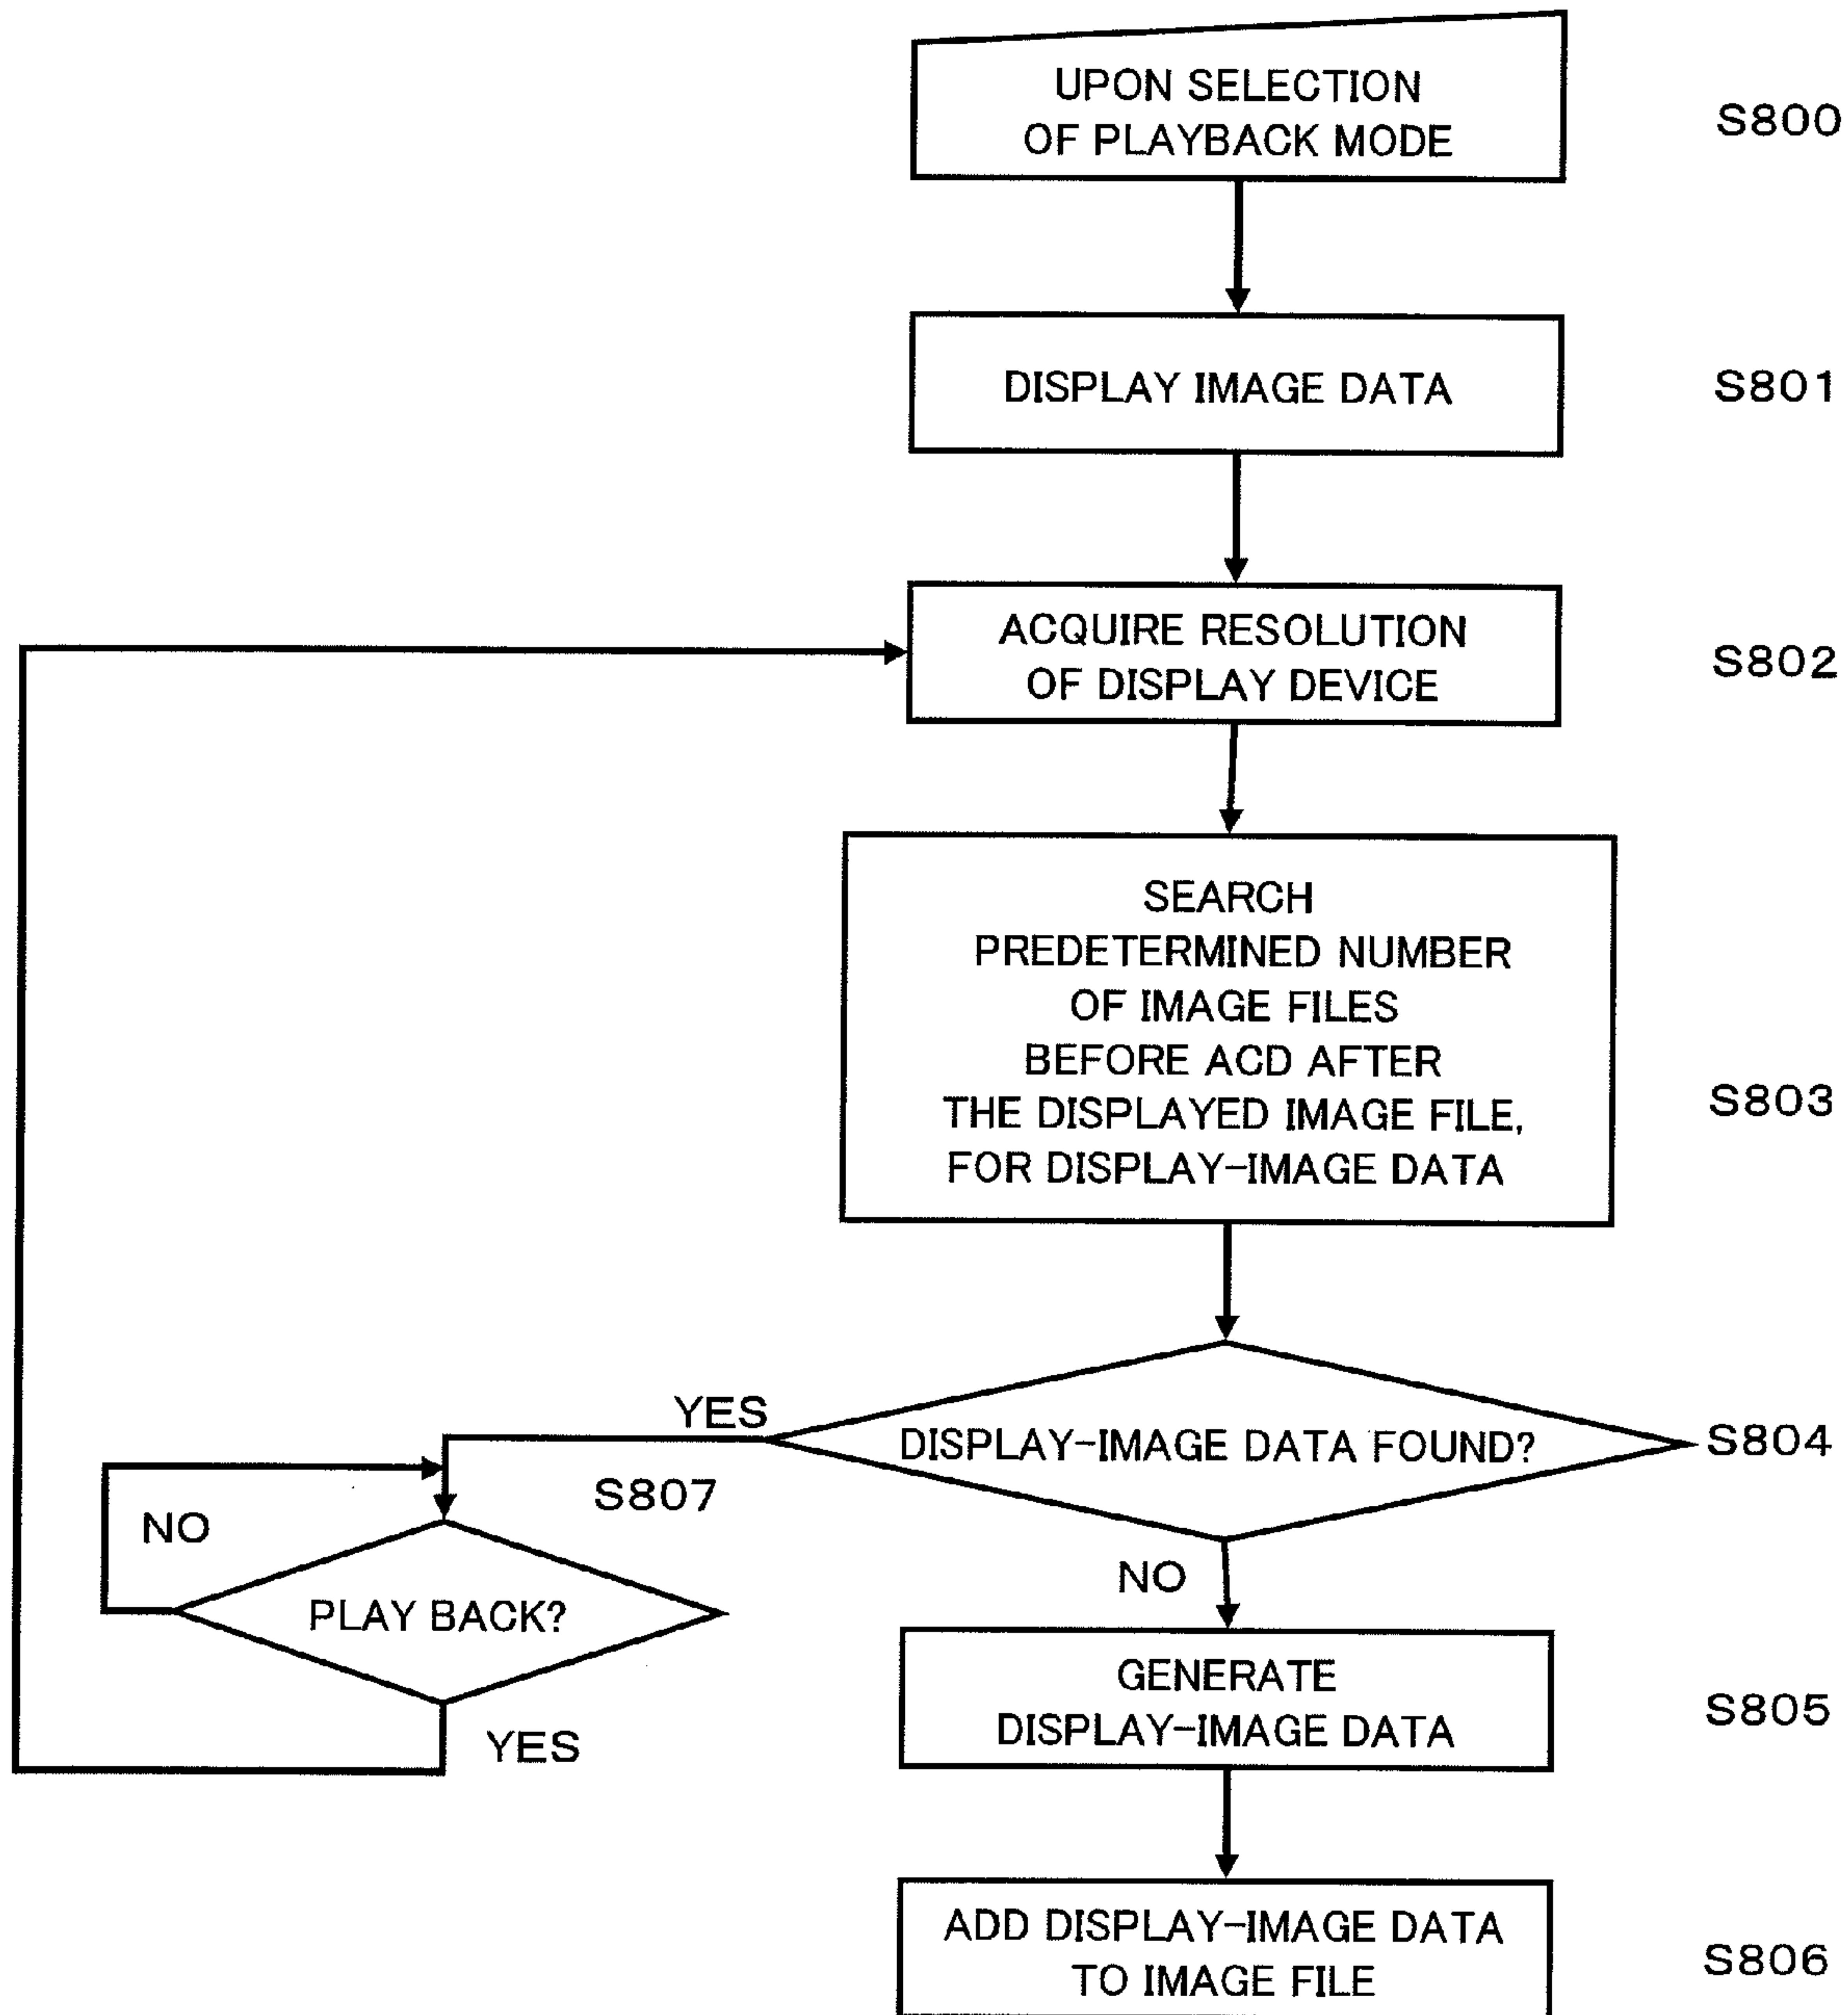 UPON SELECTION
OF PLAYBACK MODE
S800
DISPLAY IMAGE DATA
S801
ACQUIRE RESOLUTION
OF DISPLAY DEVICE
S802
SEARCH
PREDETERMINED NUMBER
OF IMAGE FILES
BEFORE ACD AFTER
THE DISPLAYED IMAGE FILE,
FOR DISPLAY-IMAGE DATA
S803
DISPLAY-IMAGE DATA FOUND?
S804
YES
S807
NO
PLAY BACK?
YES
NO
GENERATE
DISPLAY-IMAGE DATA
S805
ADD DISPLAY-IMAGE DATA
TO IMAGE FILE
S806